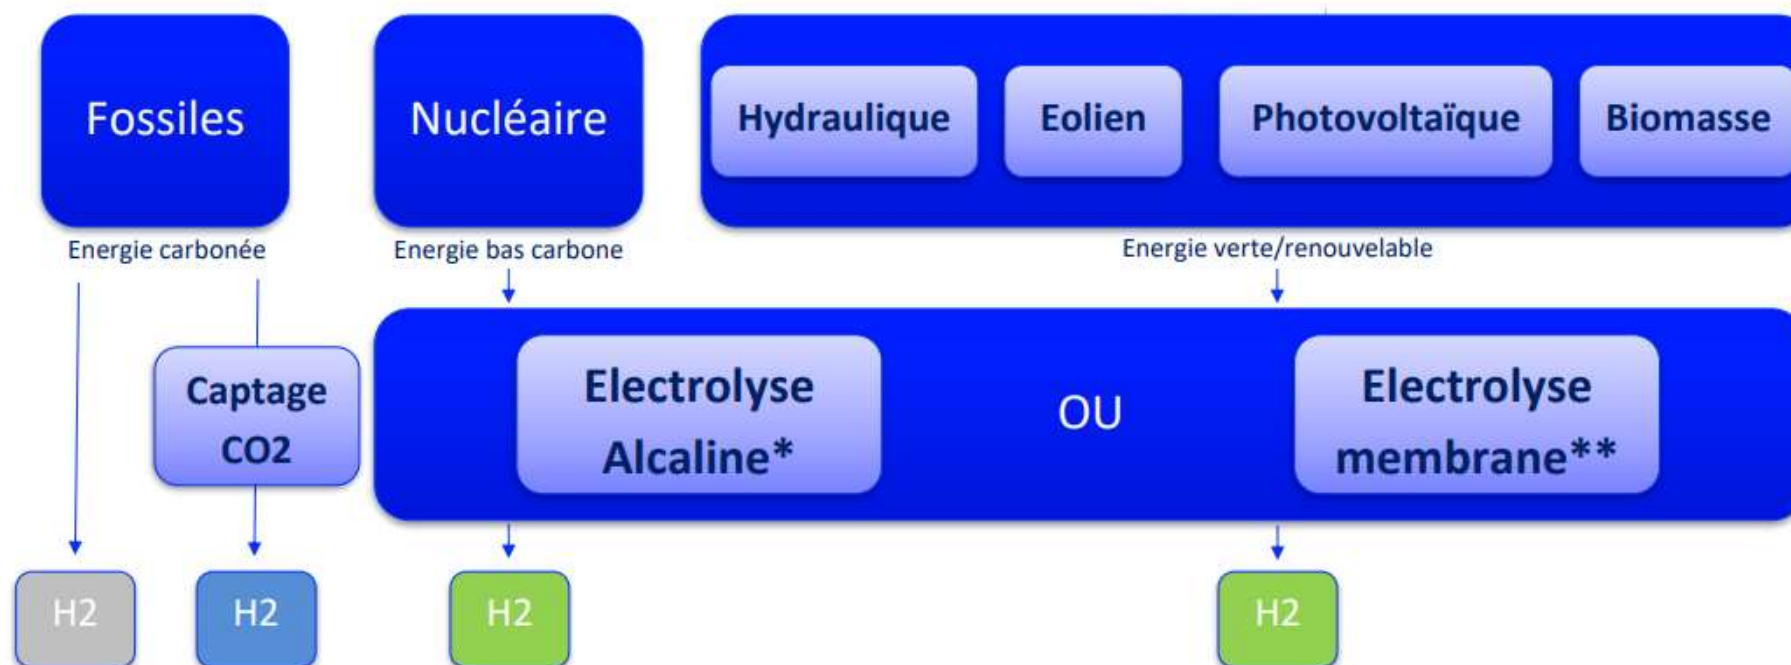 Fossiles
Nucléaire
Hydraulique
Eolien
Photovoltaïque
Biomasse
Energie carbonée
Energie bas carbone
Energie verte/renouvelable
Captage
CO2
Electrolyse
Alcaline*
OU
Electrolyse
membrane**
H2
H2
H2
H2